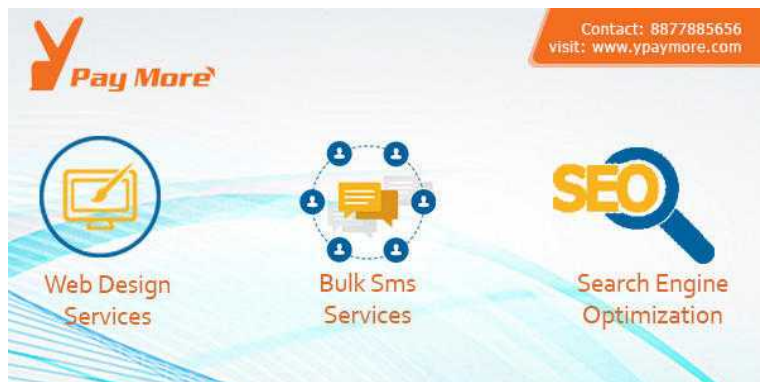 Y
Pay More
Contact: 8877885656
visit: www.ypaymore.com
SEO
Web Design
Services
Bulk Sms
Services
Search Engine
Optimization